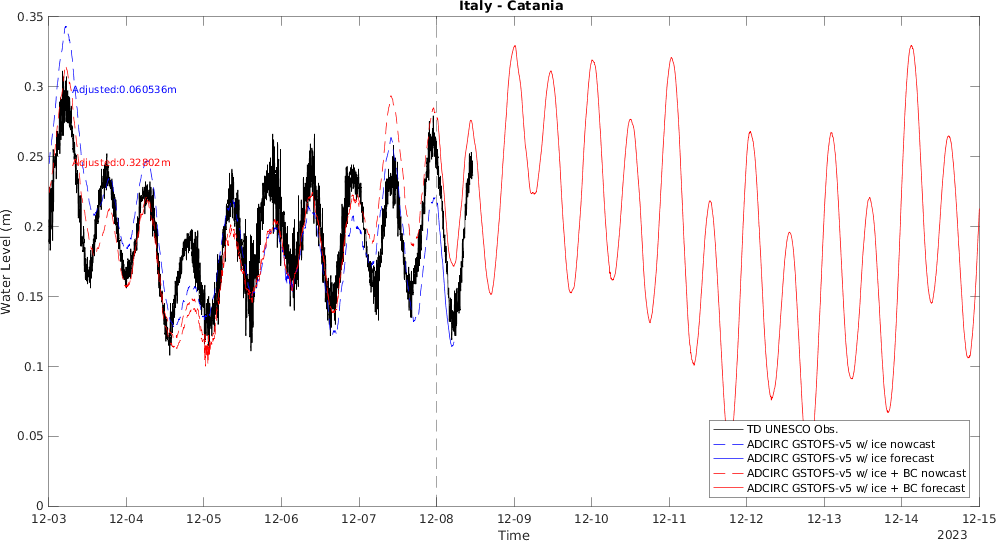 Italy - Catania
0.35
0.3
0.25
0.2
0.15
0.1
0.05
0
Water Level (m)
Adjusted:0.060536m
TD UNESCO Obs.
ADCIRC GSTOFS-v5 w/ ice nowcast
ADCIRC GSTOFS-v5 w/ ice forecast
ADCIRC GSTOFS-v5 w/ ice + BC nowcast
ADCIRC GSTOFS-v5 w/ ice + BC forecast
12-03 12-04 12-05 12-06 12-07 12-08 12-09 12-10 12-11 12-12 12-13 12-14 12-15
Time
2023